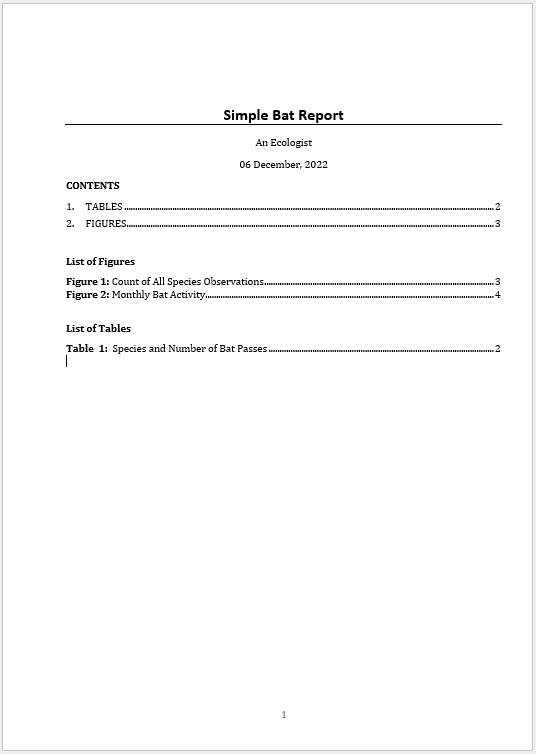 Simple Bat Report
An Ecologist
06 December, 2022
CONTENTS
1. TABLES 2
2. FIGURES 3
List of Figures
Figure 1: Count of All Species Observations 3
Figure 2: Monthly Bat Activity 4
List of Tables
Table 1: Species and Number of Bat Passes 2
1